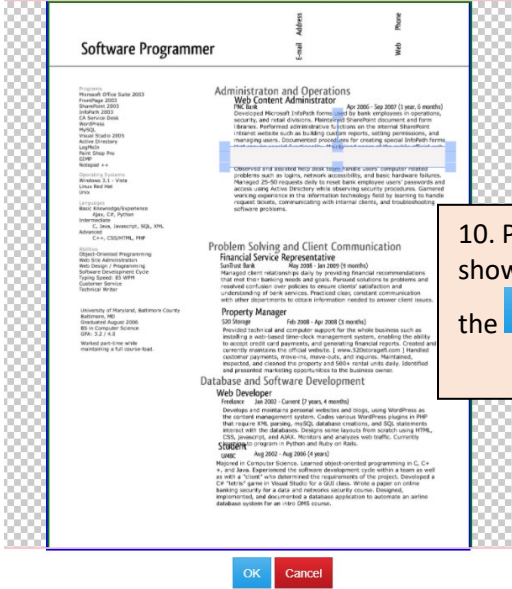 Address
Phone
E-mail
Web
Software Programmer
Programs
Microsoft Office Suite 2003
FrontPage 2003
SharePoint 2003
InfoPath 2003
CA Service Desk
WordPress
MySQL
Visual Studio 2005
Active Directory
LogMeIn
Paint Shop Pro
GIMP
Notepad ++
Operating Systems
Windows 3.1 - Vista
Linux Red Hat
Unix
Languages
Basic Knowledge/Experience
Ajax, C#, Python
Intermediate
C, Java, Javascript, SQL, XML
Advanced
C++, CSS/HTML, PHP
Abilities
Object-Oriented Programming
Web Site Administration
Web Design / Programming
Software Development Cycle
Typing Speed: 85 WPM
Customer Service
Technical Writer
University of Maryland, Baltimore County
Baltimore, MD
Graduated August 2006
BS in Computer Science
GPA: 3.2 / 4.0
Worked part-time while
maintaining a full course-load.
Administraton and Operations
Web Content Administrator
PNC Bank Apr 2006 - Sep 2007 (1 year, 6 months)
Developed Microsoft InfoPath forms used by bank employees in operations,
security, and retail divisions. Maintained SharePoint document and form
libraries. Performed administrative functions on the internal SharePoint
intranet website such as building custom reports, setting permissions, and
managing users. Documented procedures for creating special InfoPath forms
Observed and assisted help desk team handle users' computer related
problems such as logins, network accessibility, and basic hardware failures.
Managed 25-50 requests daily to reset bank employee users' passwords and
access using Active Directory while observing security procedures. Garnered
working experience in the information technology field by learning to handle
request tickets, communicating with internal clients, and troubleshooting
software problems.
Problem Solving and Client Communication
Financial Service Representative
SunTrust Bank May 2008 - Jan 2009 (9 months)
Managed client relationships daily by providing financial recommendations
that met their banking needs and goals. Pursued solutions to problems and
resolved confusion over policies to ensure clients' satisfaction and
understanding of bank services. Practiced clear, constant communication
with other departments to obtain information needed to answer client issues.
Property Manager
S20 Storage Feb 2008 - Apr 2008 (3 months)
Provided technical and computer support for the whole business such as
installing a web-based time-clock management system, enabling the ability
to accept credit card payments, and generating financial reports. Created and
currently maintains the official website. Handled
customer payments, move-ins, move-outs, and inquires. Maintained,
inspected, and cleaned the property and 500+ rental units daily. Identified
and presented marketing opportunities to the business owner.
Database and Software Development
Web Developer
Freelance Jan 2002 - Current (7 years, 4 months)
Develops and maintains personal websites and blogs, using WordPress as
the content management system. Codes various WordPress plugins in PHP
that require XML parsing, mySQL database creations, and SQL statements
interact with the databases. Designs some layouts from scratch using HTML,
CSS, Javascript, and AJAX. Monitors and analyzes web traffic. Currently
learning to program in Python and Ruby on Rails.
Student
UMBC Aug 2002 - Aug 2006 (4 years)
Majored in Computer Science. Learned object-oriented programming in C, C+
+, and Java. Experienced the software development cycle within a team as well
as with a "client" who determined the requirements of the project. Developed a
C# "tetris" game in Visual Studio for a GUI class. Wrote a paper on online
banking security for a data and networks security course. Designed,
implemented, and documented a database application to automate an airline
database system for an intro DMS course.
10. P
show
the
OK
Cancel